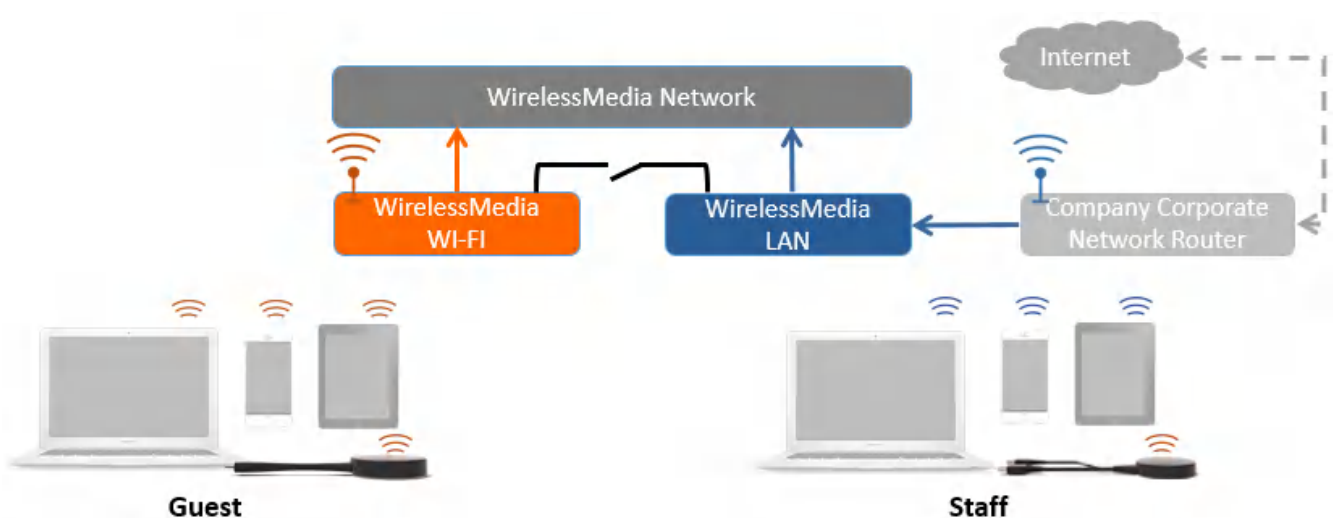 Internet
WirelessMedia Network
WirelessMedia
WI-FI
WirelessMedia
LAN
Company Corporate
Network Router
Guest
Staff